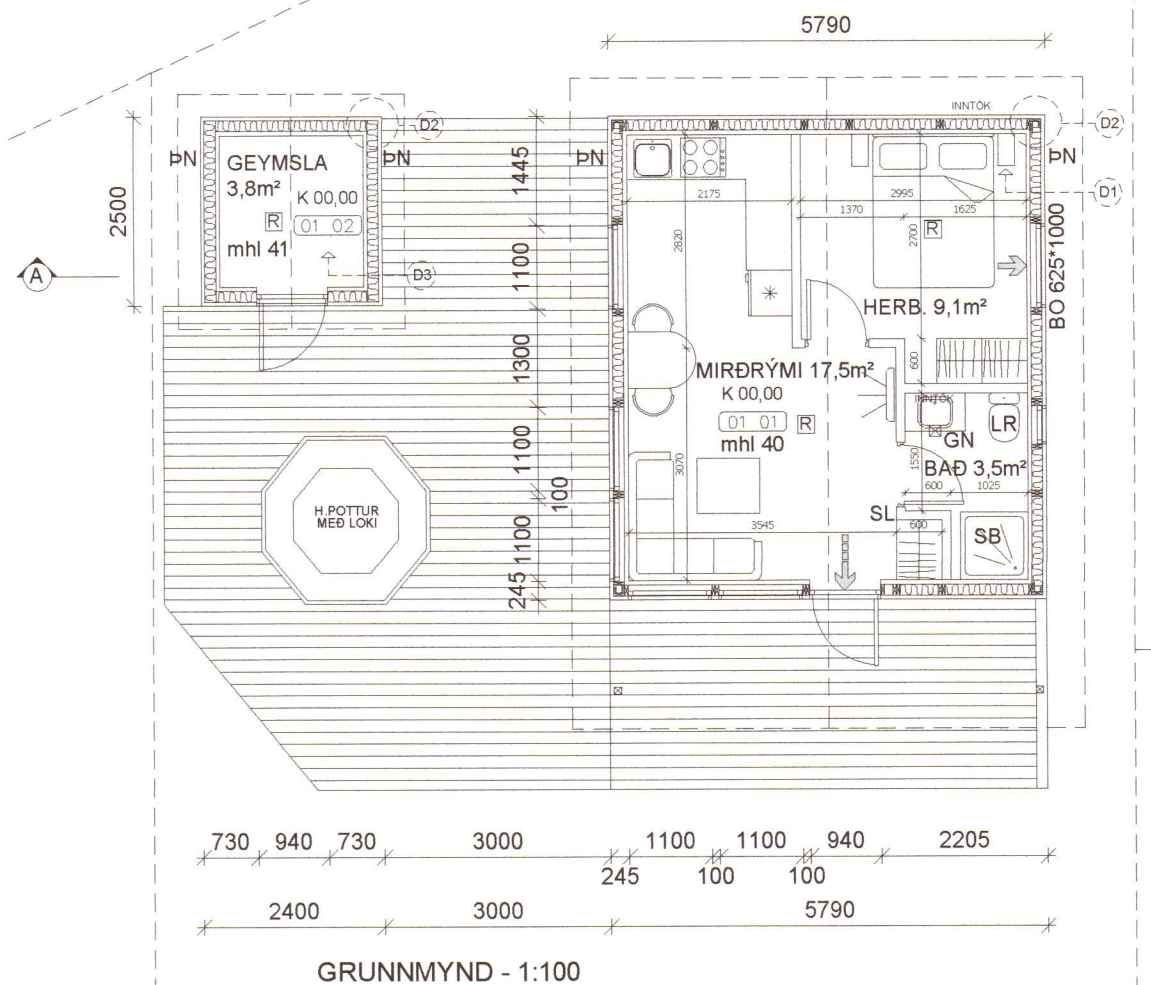 5790
INNTÖK
D2
D2
ÞN
ÞN
ÞN
ÞN
GEYMSLA
3,8m²
K 00,00
R
01 02
mhl 41
D3
A
2500
1445
1100
1300
1100
100
1100
245
2175
2995
1370
1625
2820
2700
R
D1
BO 625*1000
HERB. 9,1m²
MIRÐRÝMI 17,5m²
K 00,00
01 01
R
mhl 40
600
INNTÖK
LR
GN
BAÐ 3,5m²
1550
600
1025
3070
H.POTTUR
MEÐ LOKI
SL
3545
600
SB
730
940
730
3000
1100
1100
940
2205
245
100
100
2400
3000
5790
GRUNNMYND - 1:100